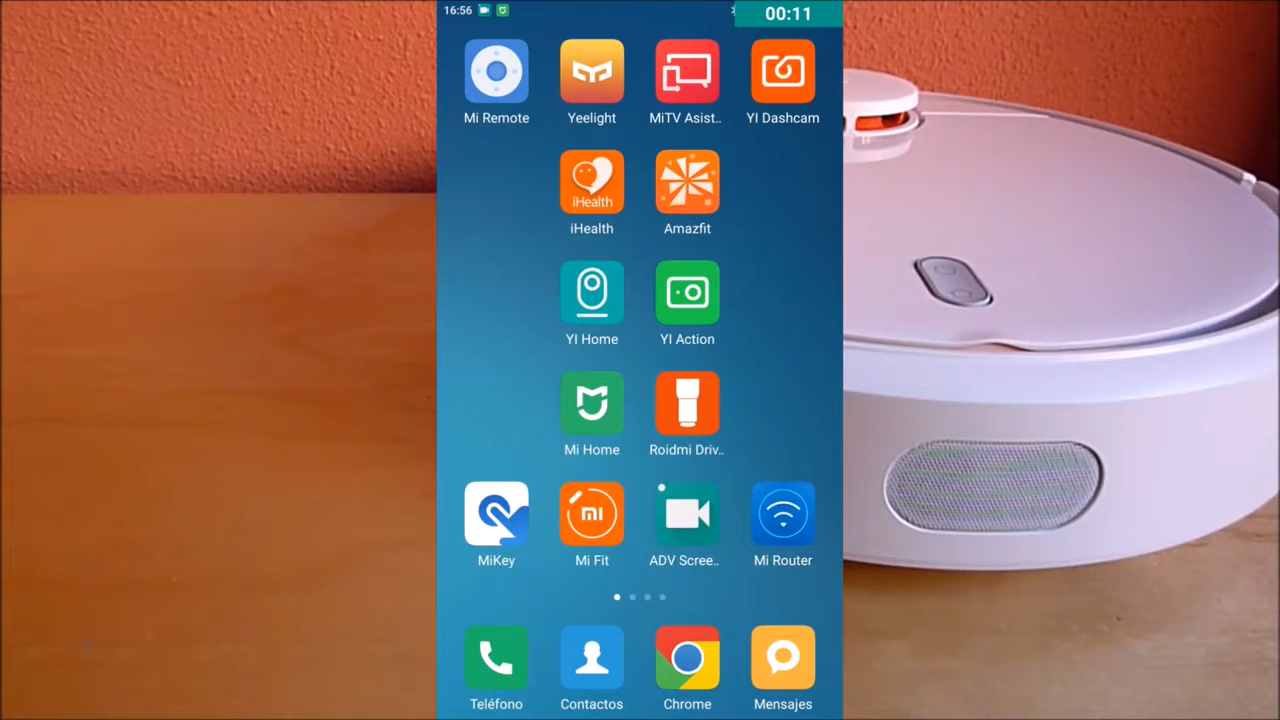 16:56
00:11
Mi Remote
Yeelight
MiTV Asist..
YI Dashcam
iHealth
iHealth
Amazfit
YI Home
YI Action
Mi Home
Roidmi Driv..
mi
MiKey
Mi Fit
ADV Scree..
Mi Router
Teléfono
Contactos
Chrome
Mensajes